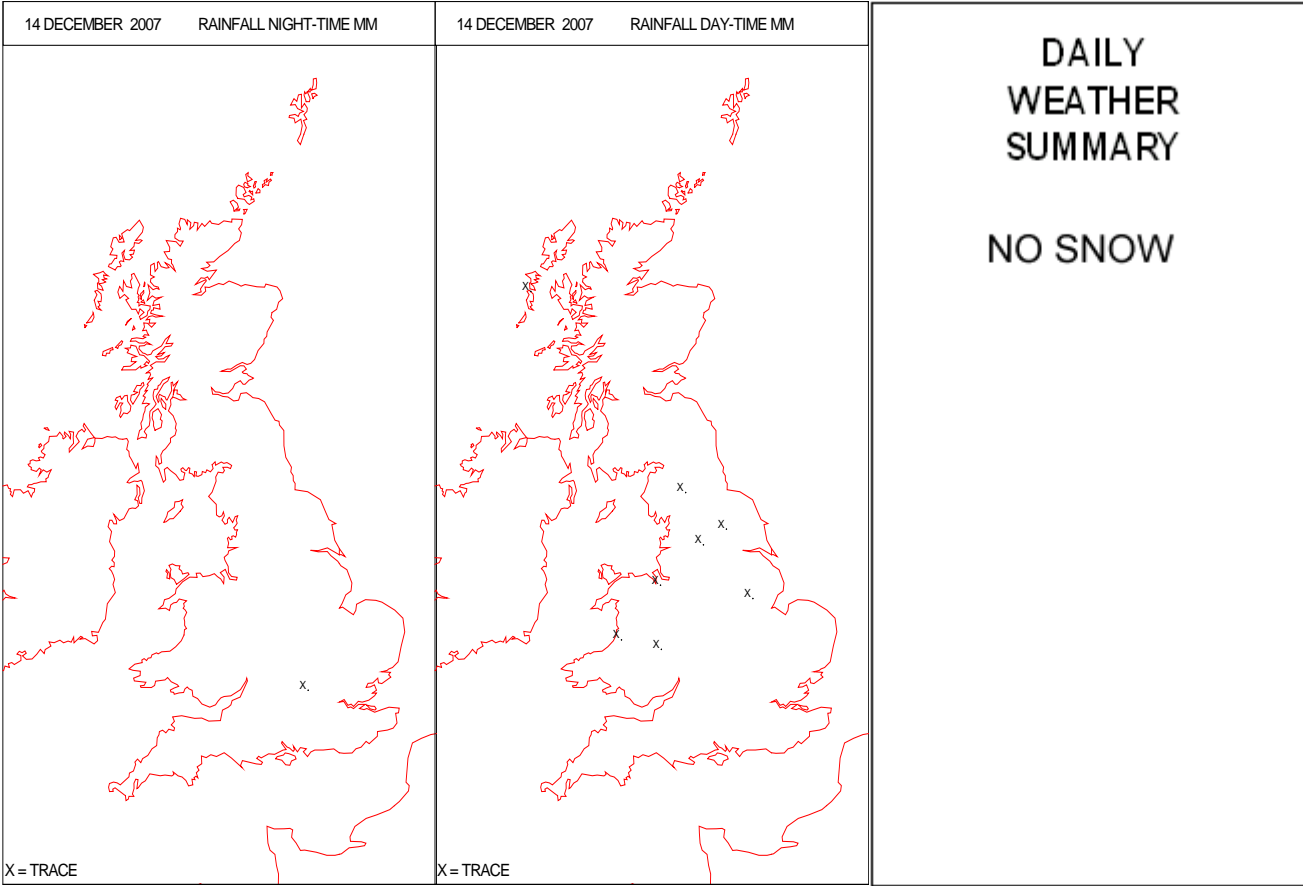 14 DECEMBER 2007 RAINFALL NIGHT-TIME MM
X.
X = TRACE
14 DECEMBER 2007 RAINFALL DAY-TIME MM
X
X.
X.
X.
X.
X.
X.
X.
X = TRACE
DAILY
WEATHER
SUMMARY
NO SNOW